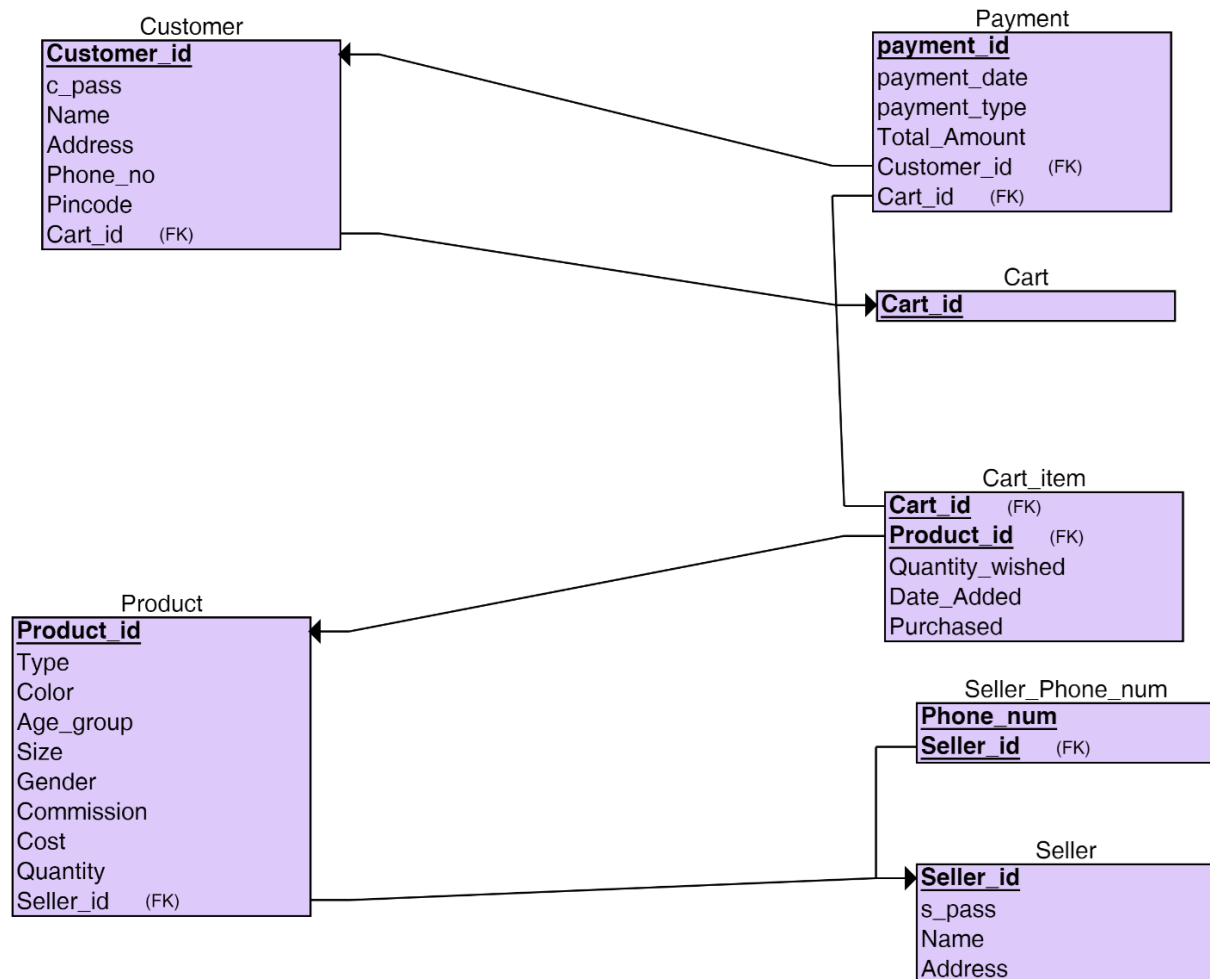 Customer
Customer_id
c_pass
Name
Address
Phone_no
Pincode
Cart_id (FK)
Payment
payment_id
payment_date
payment_type
Total_Amount
Customer_id (FK)
Cart_id (FK)
Cart
Cart_id
Cart_item
Cart_id (FK)
Product_id (FK)
Quantity_wished
Date_Added
Purchased
Product
Product_id
Type
Color
Age_group
Size
Gender
Commission
Cost
Quantity
Seller_id (FK)
Seller_Phone_num
Phone_num
Seller_id (FK)
Seller
Seller_id
s_pass
Name
Address